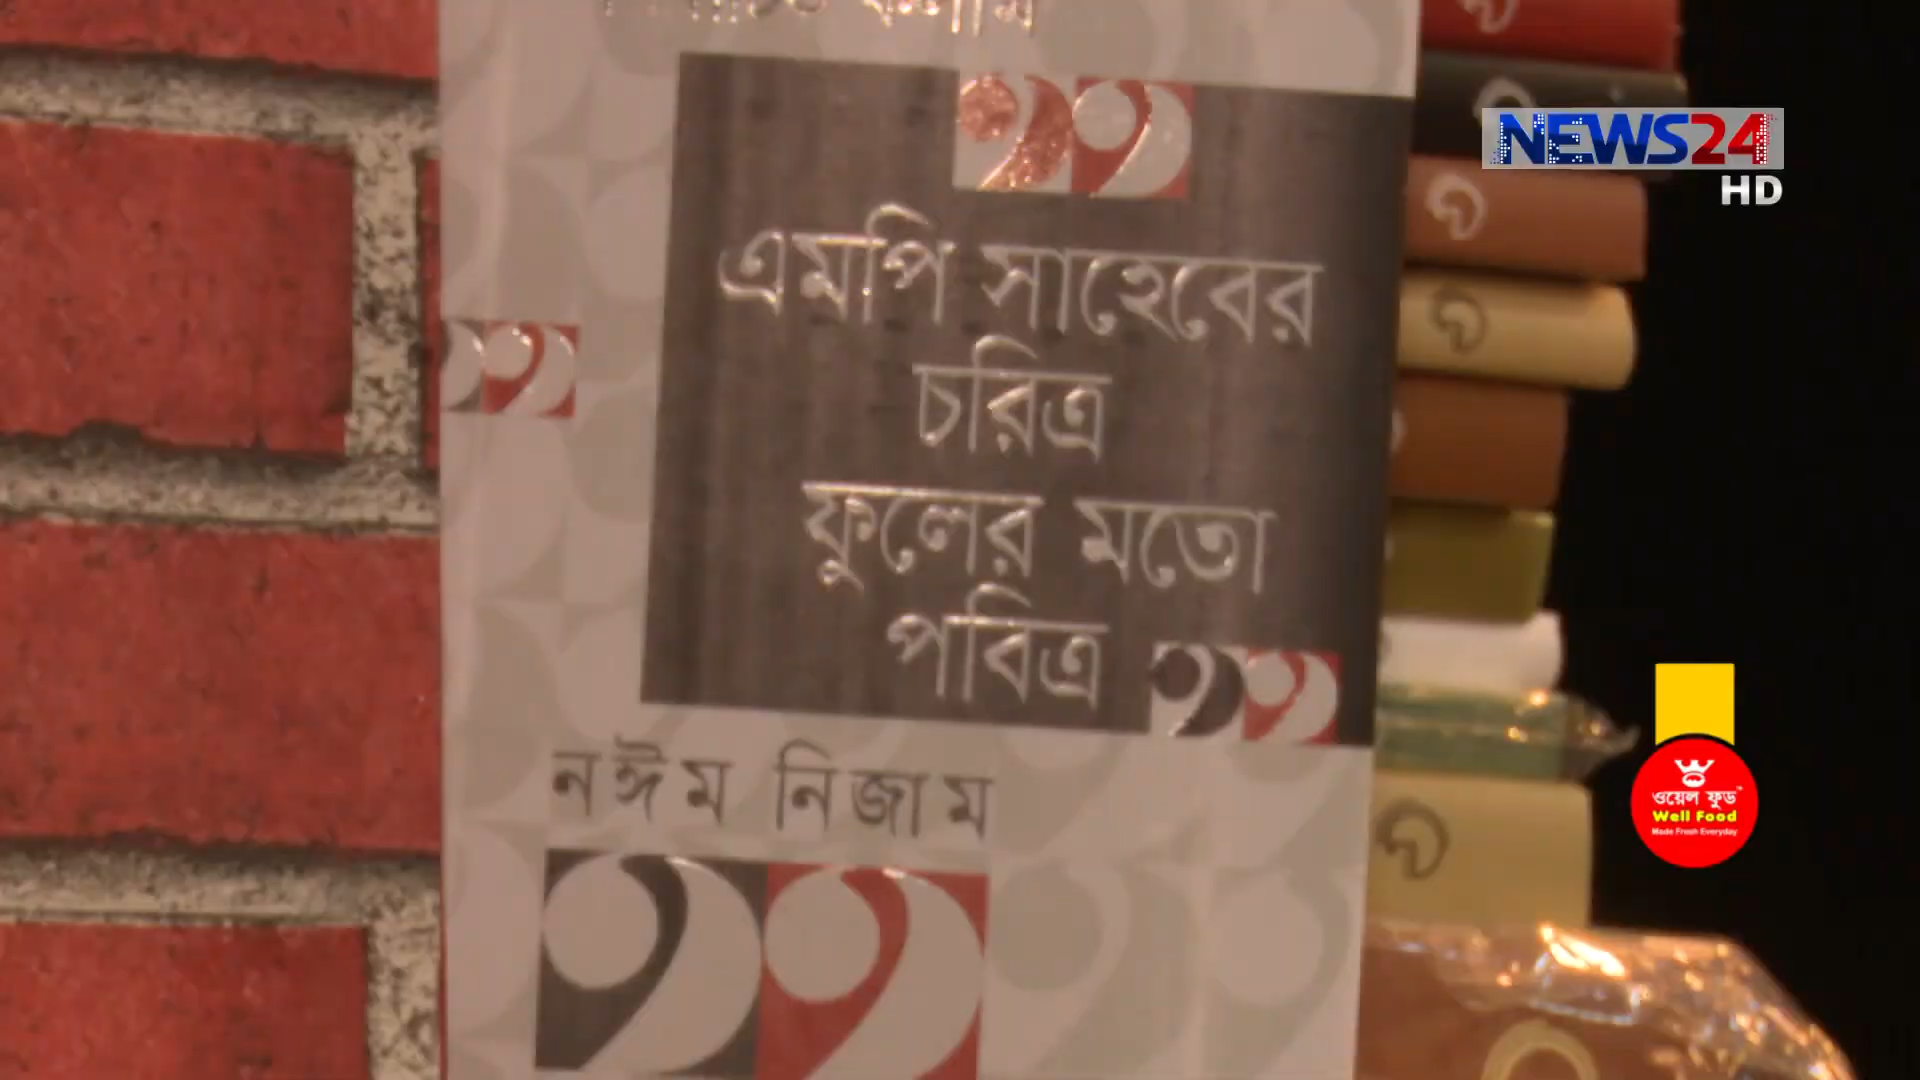 এমপি সাহেবের
চরিত্র
ফুলের মতো
পবিত্র
নঈম নিজাম
NEWS24
HD
ওয়েল ফুড
Well Food
Made Fresh Everyday